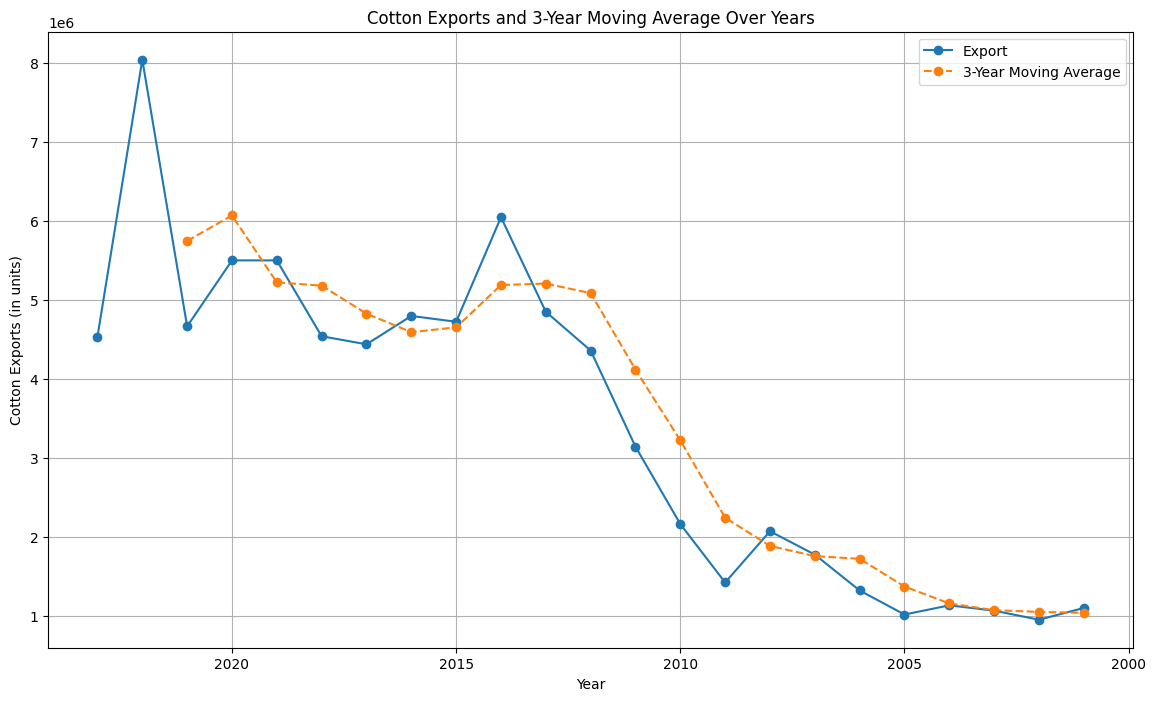 Cotton Exports and 3-Year Moving Average Over Years
1e6
Export
3-Year Moving Average
8
7
6
5
4
3
2
1
Cotton Exports (in units)
2020
2015
2010
2005
2000
Year